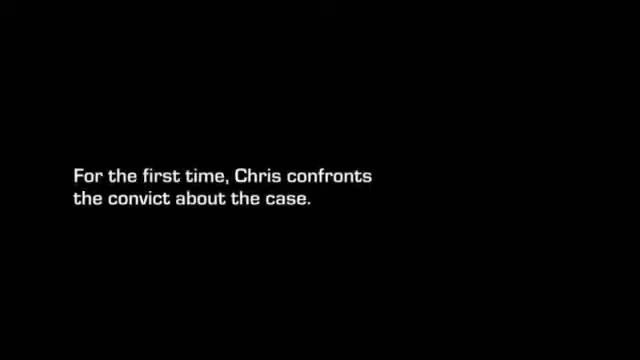 For the first time, Chris confronts
the convict about the case.